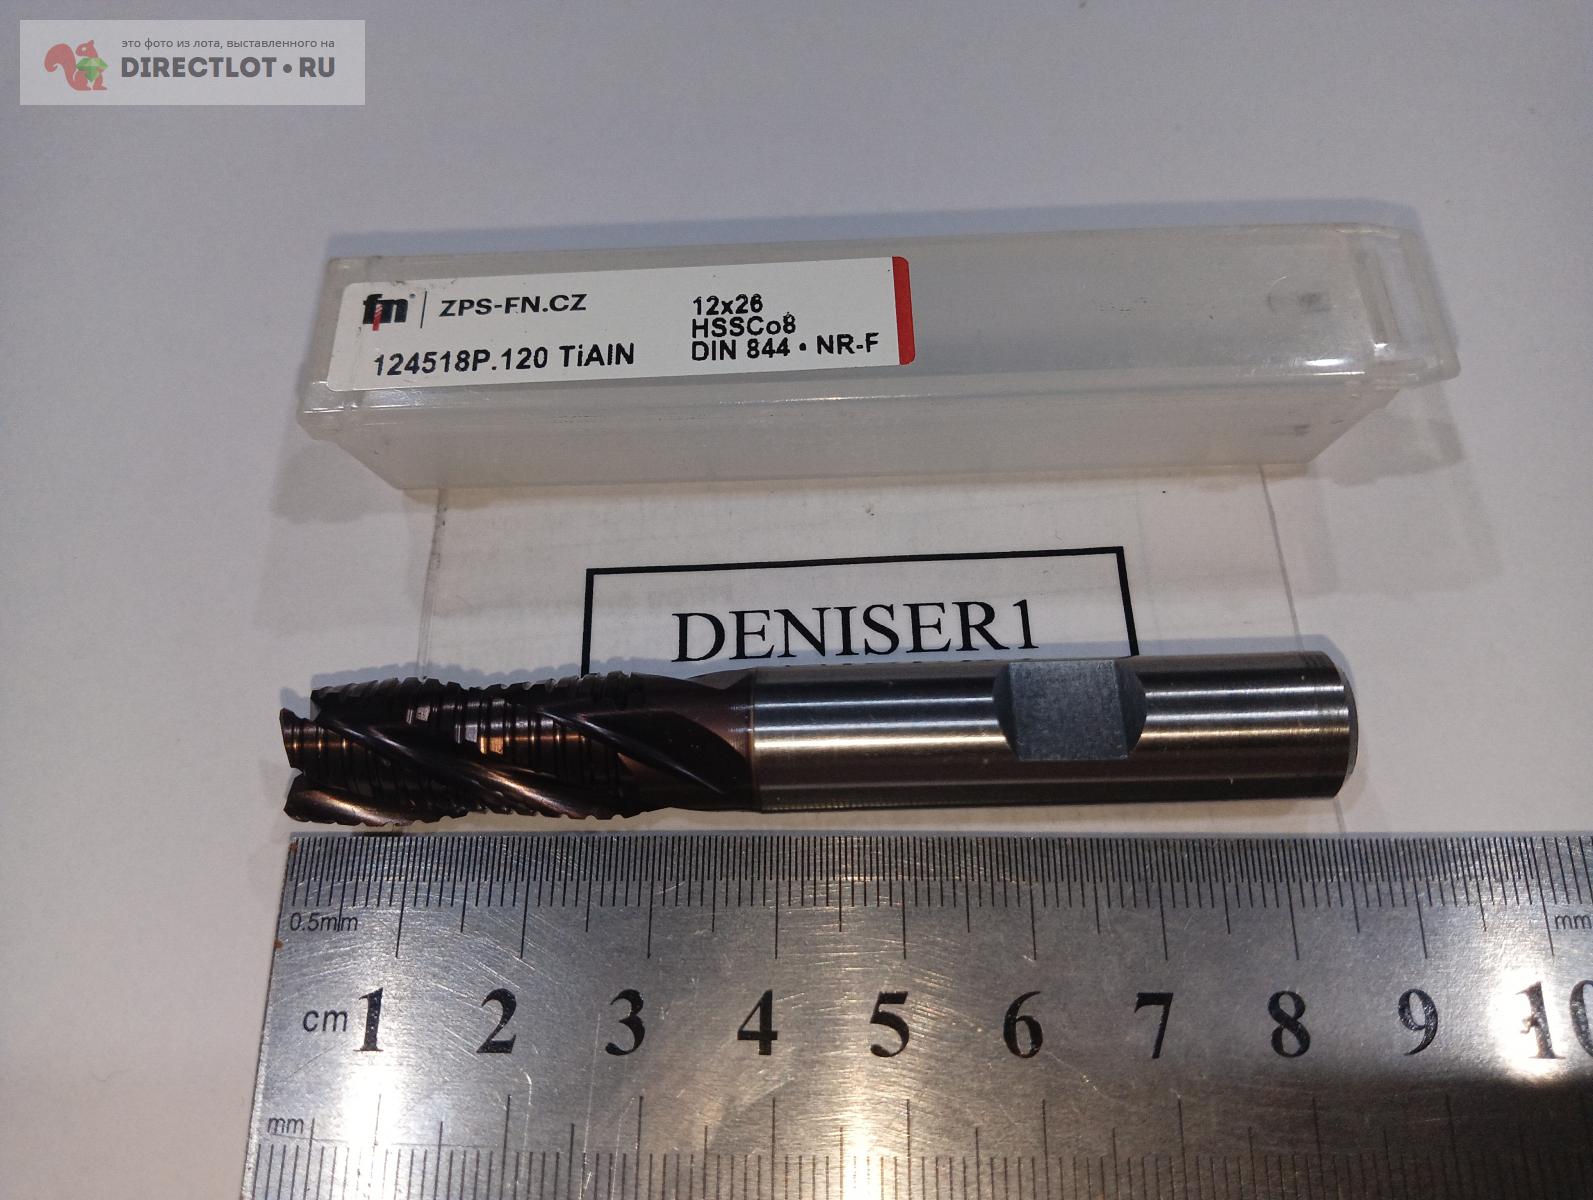 это фото из лота, выставленного на
DIRECTLOT•RU
fn ZPS-FN.CZ
124518P.120 TiAlN
12x26
HSSCo8
DIN 844 • NR-F
DENISER1
0.5mm
mm
cm 1 2 3 4 5 6 7 8 9 10
mm